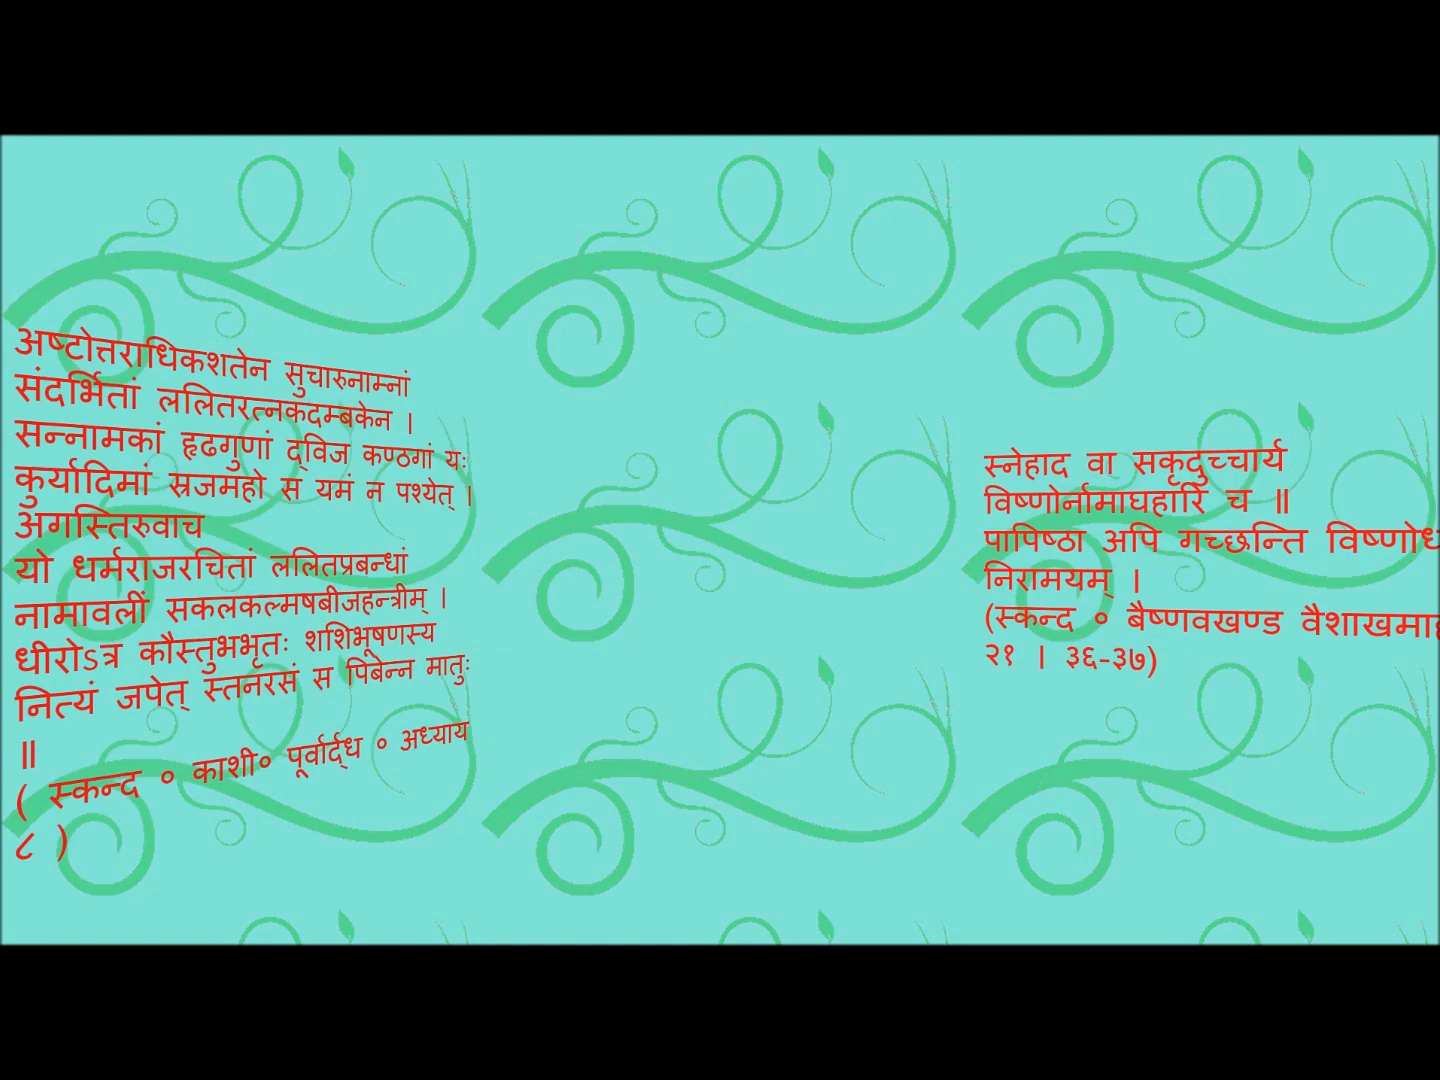 अष्टोत्तराधिकशतेन सुचारुनाम्नां
संदर्भितां ललितरत्नकदम्बकेन ।
सन्नामकां हृढगुणां द्विज कण्ठगां यः
कुर्यादिमां स्रजमहो स यमं न पश्येत् ।
अगस्तिरुवाच
यो धर्मराजरचितां ललितप्रबन्धां
नामावलीं सकलकल्मषबीजहन्त्रीम् ।
धीरोऽत्र कौस्तुभभृतः शशिभूषणस्य
नित्यं जपेत् स्तनरसं स पिबेन्न मातुः
॥
( स्कन्द ० काशी० पूर्वार्द्ध ० अध्याय
८ )
स्नेहाद वा सकृदुच्चार्य
विष्णोर्नामाघहारि च ॥
पापिष्ठा अपि गच्छन्ति
निरामयम् ।
(स्कन्द ० बैष्णवखण्ड
२१ । ३६-३७)